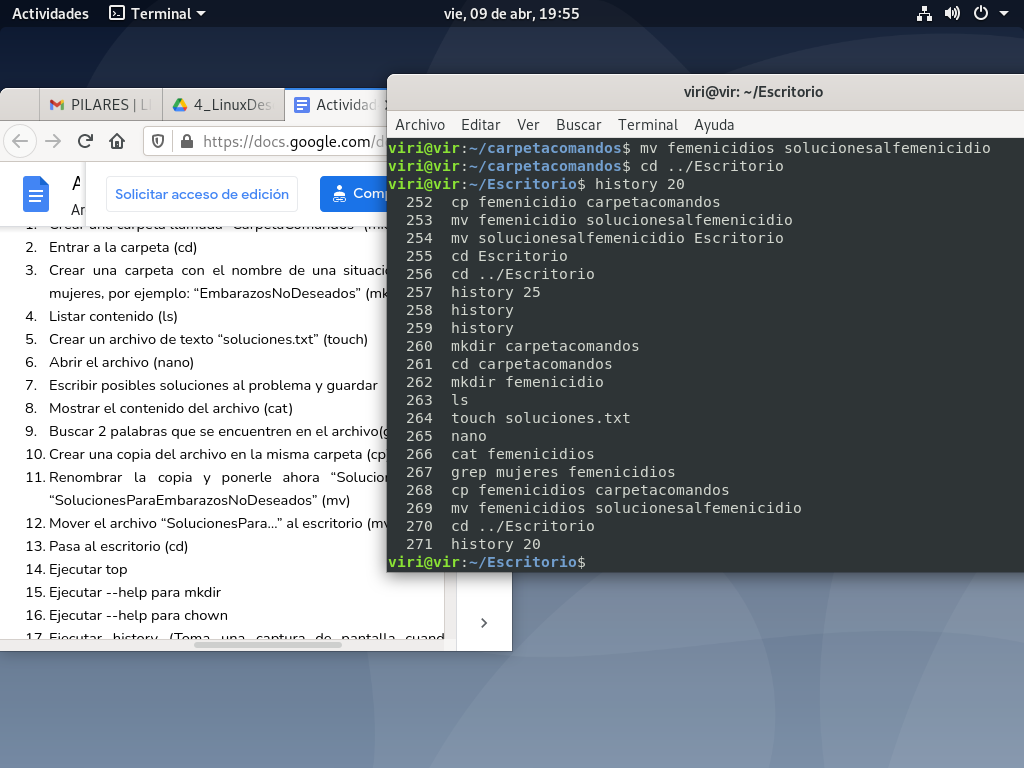 Actividades Terminal vie, 09 de abr, 19:55
PILARES | L 4_LinuxDes Actividad
https://docs.google.com/d
A
Solicitar acceso de edición Comp
Ar
1. Crear una carpeta llamada "CarpetaComandos"
2. Entrar a la carpeta (cd)
3. Crear una carpeta con el nombre de una situació
mujeres, por ejemplo: “EmbarazosNoDeseados” (mk
4. Listar contenido (ls)
5. Crear un archivo de texto “soluciones.txt” (touch)
6. Abrir el archivo (nano)
7. Escribir posibles soluciones al problema y guardar
8. Mostrar el contenido del archivo (cat)
9. Buscar 2 palabras que se encuentren en el archivo(g
10. Crear una copia del archivo en la misma carpeta (cp
11. Renombrar la copia y ponerle ahora “Solucion
“SolucionesParaEmbarazosNoDeseados” (mv)
12. Mover el archivo “SolucionesPara...” al escritorio (mv
13. Pasa al escritorio (cd)
14. Ejecutar top
15. Ejecutar --help para mkdir
16. Ejecutar --help para chown
17. Ejecutar history (Toma una captura de pantalla cuand
viri@vir: ~/Escritorio
Archivo Editar Ver Buscar Terminal Ayuda
viri@vir:~/carpetacomandos$ mv femenicidios solucionesalfemenicidio
viri@vir:~/carpetacomandos$ cd ../Escritorio
viri@vir:~/Escritorio$ history 20
252 cp femenicidio carpetacomandos
253 mv femenicidio solucionesalfemenicidio
254 mv solucionesalfemenicidio Escritorio
255 cd Escritorio
256 cd ../Escritorio
257 history 25
258 history
259 history
260 mkdir carpetacomandos
261 cd carpetacomandos
262 mkdir femenicidio
263 ls
264 touch soluciones.txt
265 nano
266 cat femenicidios
267 grep mujeres femenicidios
268 cp femenicidios carpetacomandos
269 mv femenicidios solucionesalfemenicidio
270 cd ../Escritorio
271 history 20
viri@vir:~/Escritorio$